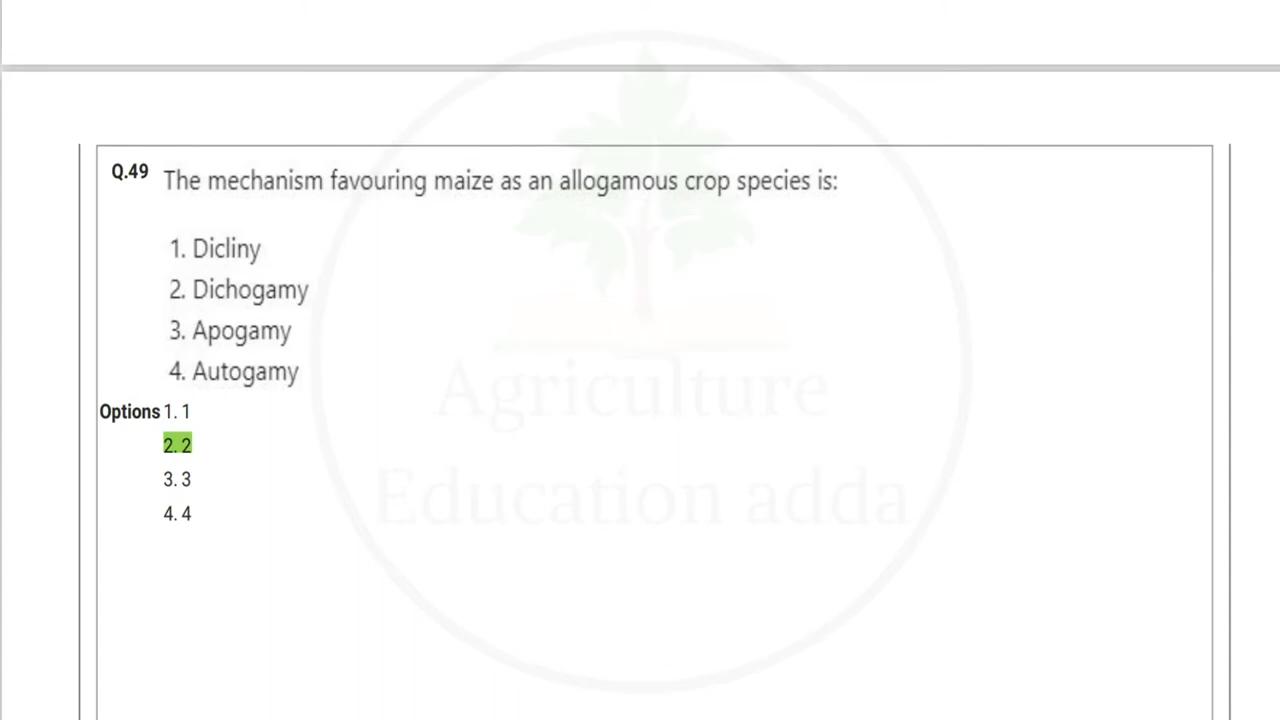 Q.49 The mechanism favouring maize as an allogamous crop species is:
1. Dicliny
2. Dichogamy
3. Apogamy
4. Autogamy
Options 1. 1
2. 2
3. 3
4. 4
Agriculture
Education adda